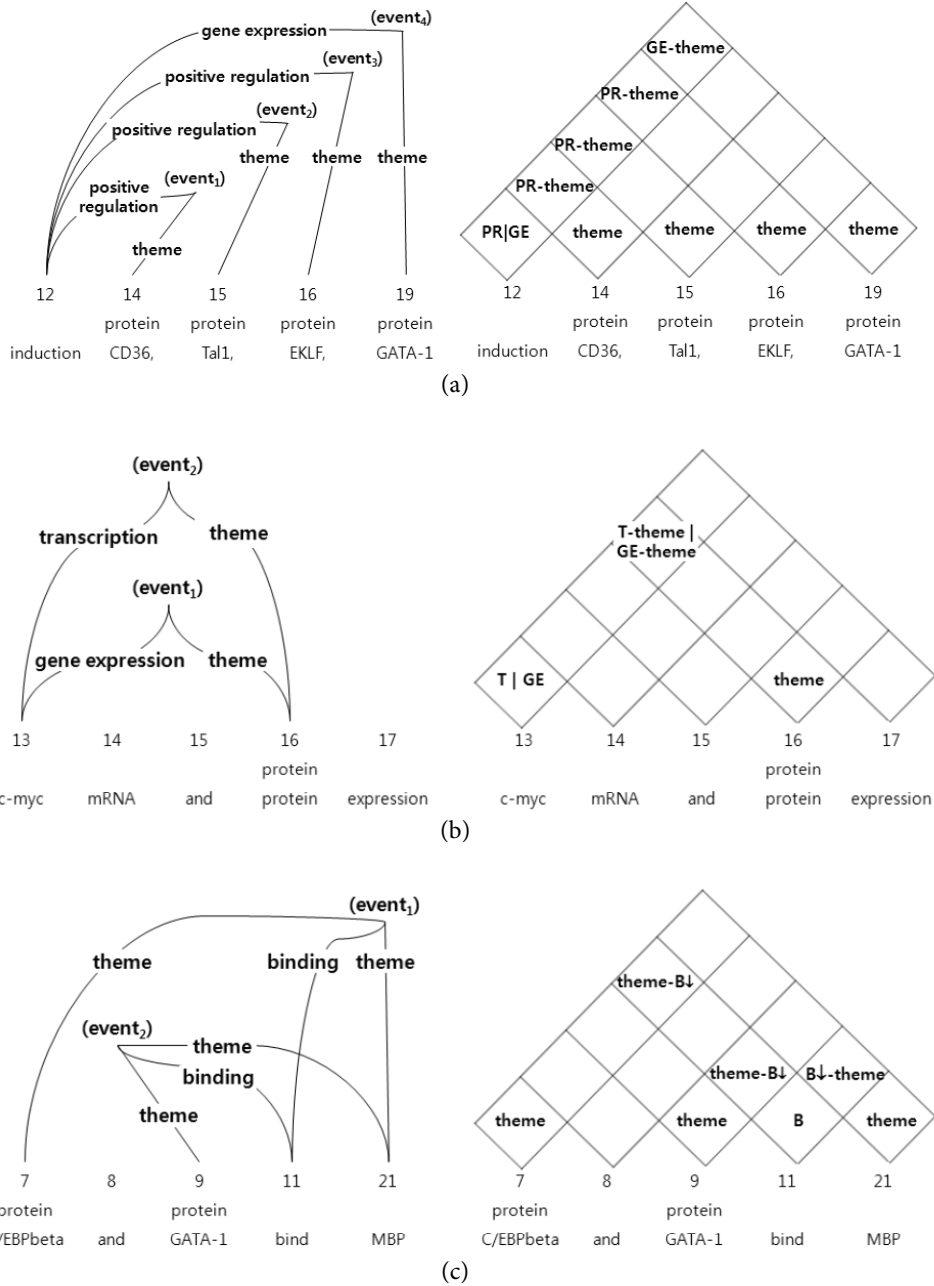 (event₄)
gene expression
(event₃)
positive regulation
(event₂)
positive regulation
theme theme theme
positive
regulation
(event₁)
theme
12 14 15 16 19
protein protein protein protein
induction CD36, Tal1, EKLF, GATA-1
GE-theme
PR-theme
PR-theme
PR-theme
PR|GE theme theme theme theme
12 14 15 16 19
protein protein protein protein
induction CD36, Tal1, EKLF, GATA-1
(a)
(event₂)
transcription theme
(event₁)
gene expression theme
13 14 15 16 17
protein
c-myc mRNA and protein expression
T-theme |
GE-theme
T | GE theme
13 14 15 16 17
protein
c-myc mRNA and protein expression
(b)
(event₁)
theme binding theme
(event₂)
theme
binding
theme
7 8 9 11 21
protein protein
/EBPbeta and GATA-1 bind MBP
theme-B↓
theme-B↓ B↓-theme
theme theme B theme
7 8 9 11 21
protein protein
C/EBPbeta and GATA-1 bind MBP
(c)